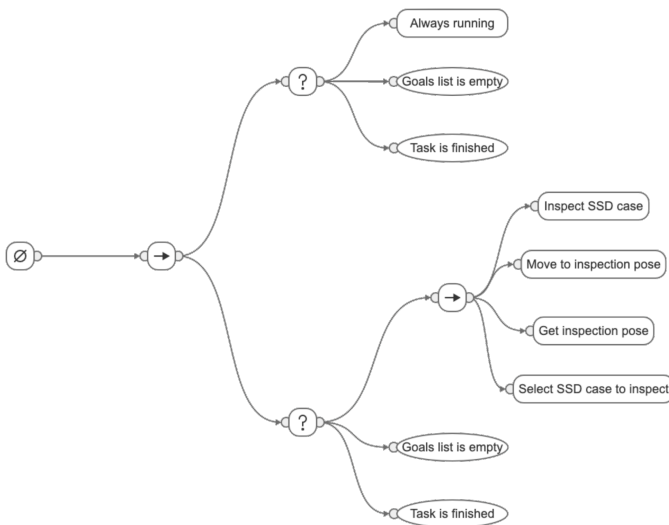 Always running
?
Goals list is empty
Task is finished
Inspect SSD case
Ø
→
Move to inspection pose
→
Get inspection pose
Select SSD case to inspect
?
Goals list is empty
Task is finished